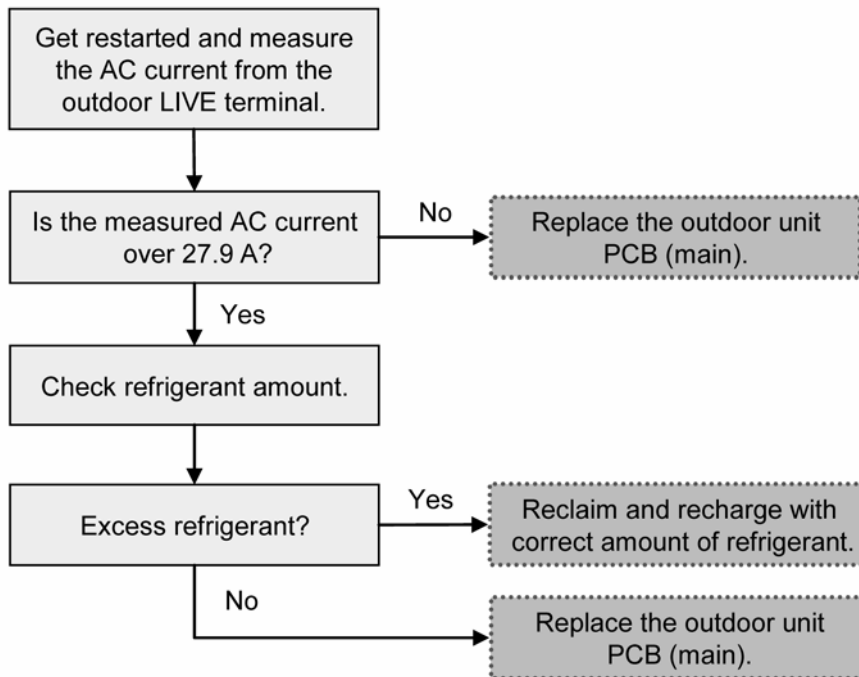 Get restarted and measure
the AC current from the
outdoor LIVE terminal.
Is the measured AC current
over 27.9 A?
No
Replace the outdoor unit
PCB (main).
Yes
Check refrigerant amount.
Excess refrigerant?
Yes
Reclaim and recharge with
correct amount of refrigerant.
No
Replace the outdoor unit
PCB (main).